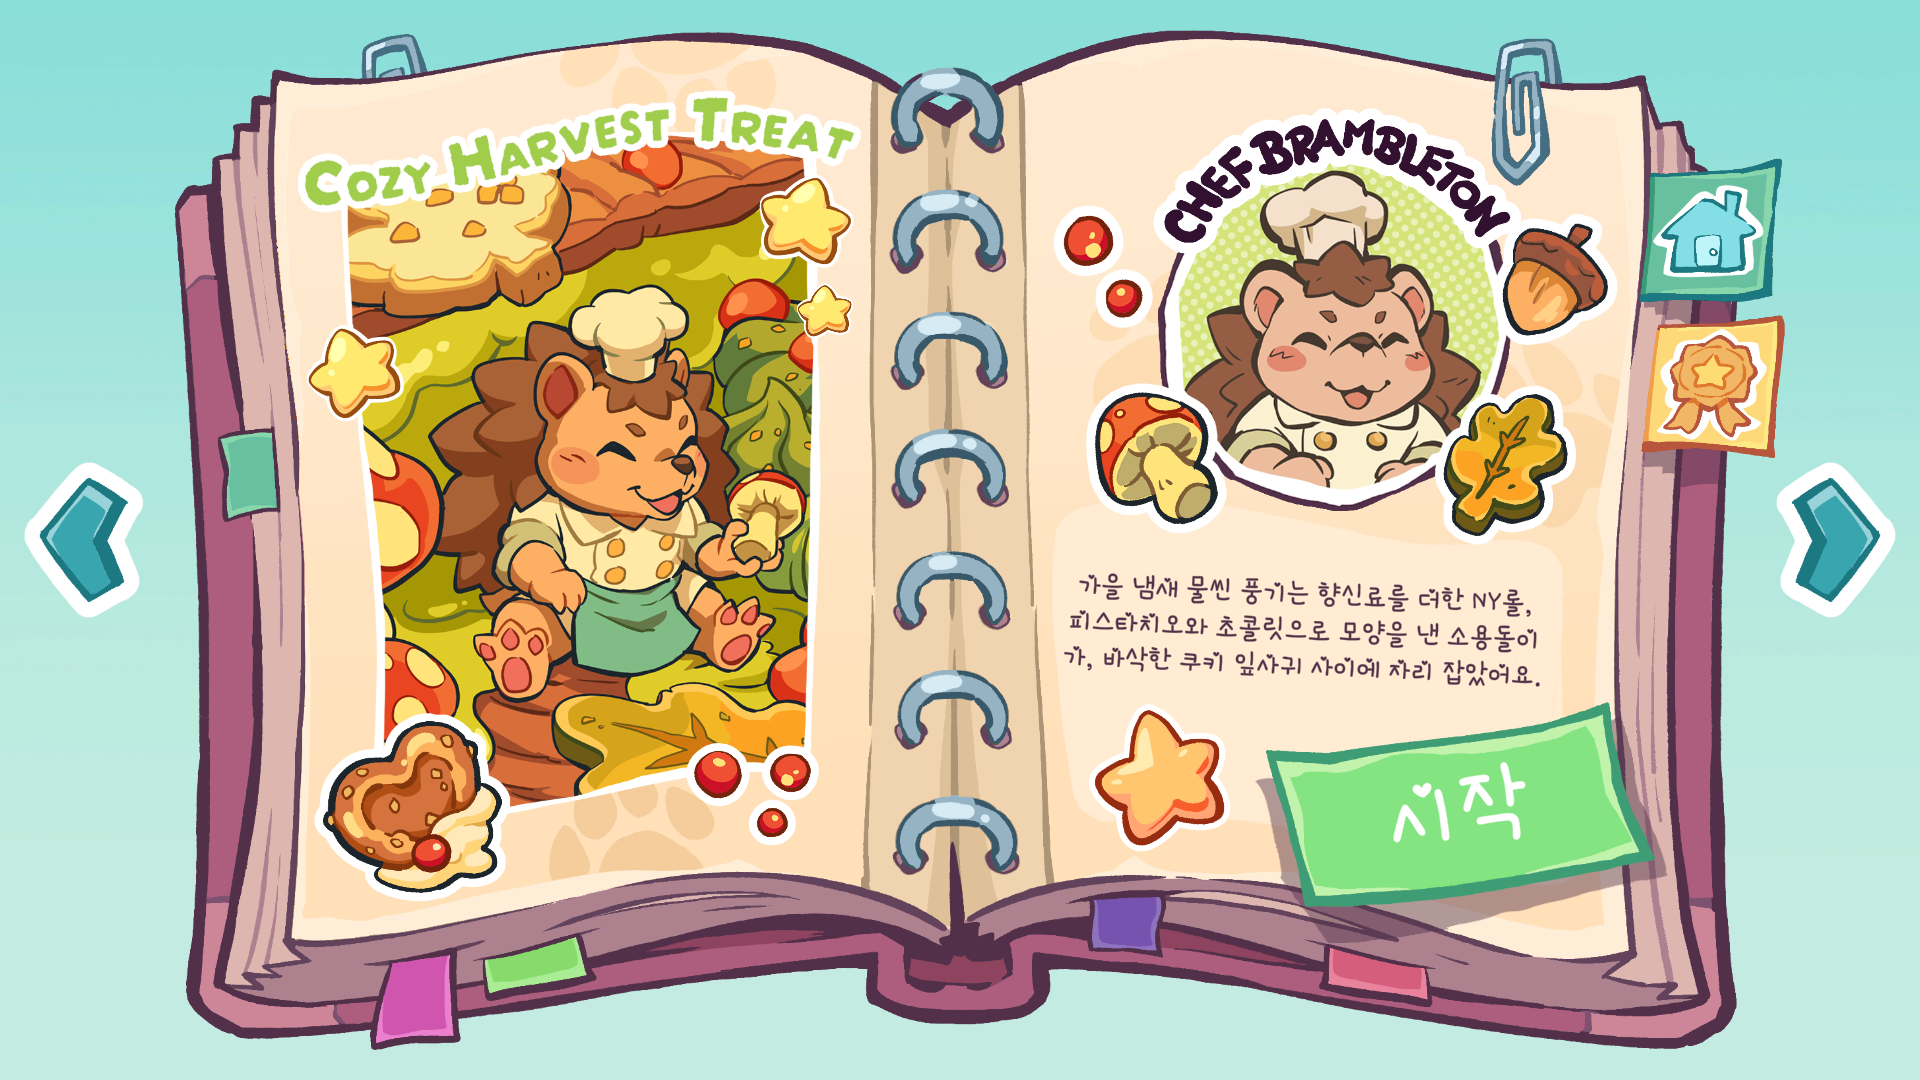 COZY HARVEST TREAT
CHEF BRAMBLETON
가을 냄새 물씬 풍기는 향신료를 더한 NY롤,
피스타치오와 초콜릿으로 모양을 낸 소용돌이
가, 바삭한 쿠키 잎사귀 사이에 자리 잡았어요.
시작